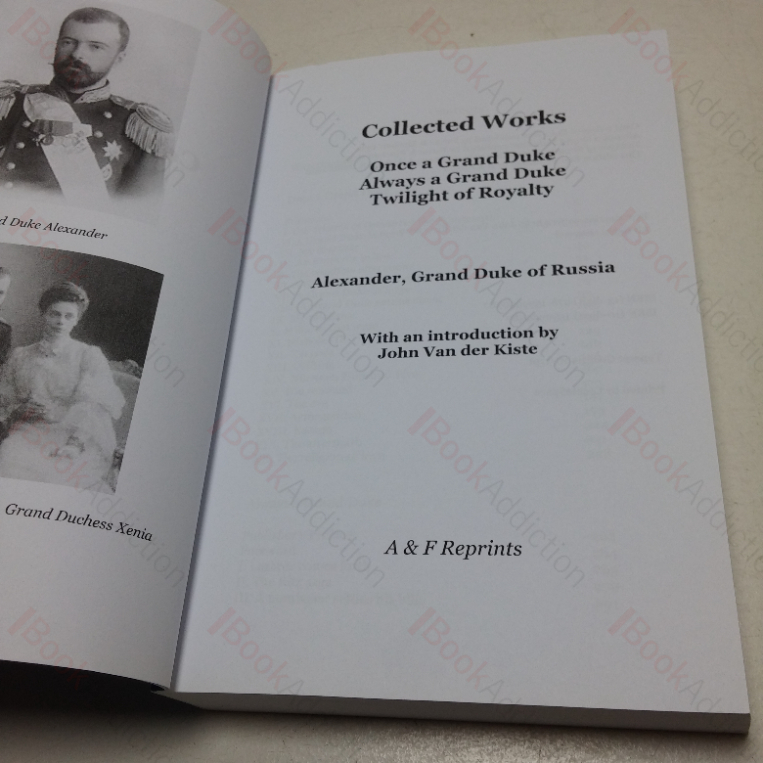 d Duke Alexander
Grand Duchess Xenia
Collected Works
Once a Grand Duke
Always a Grand Duke
Twilight of Royalty
Alexander, Grand Duke of Russia
With an introduction by
John Van der Kiste
A & F Reprints
BookAddiction